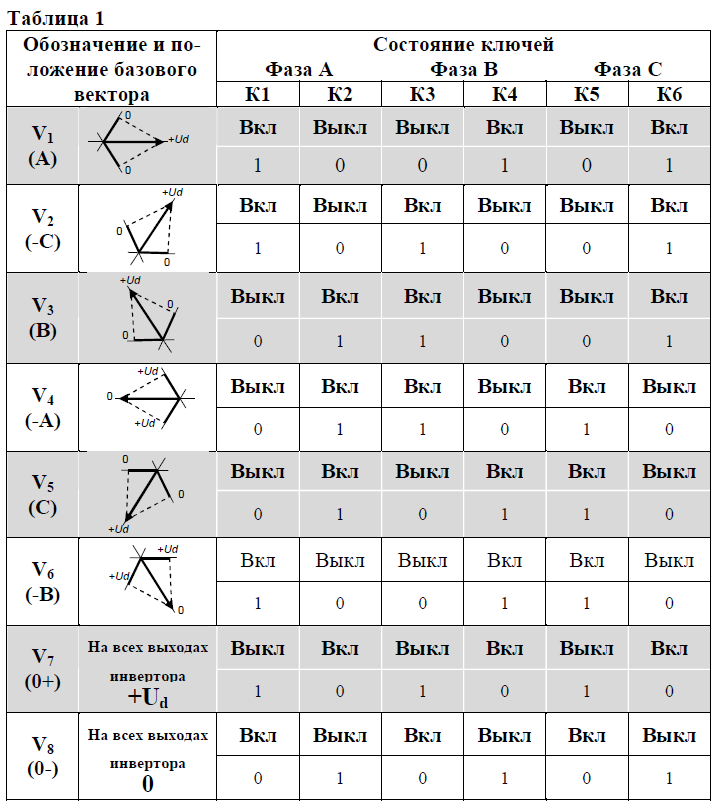 Таблица 1
Обозначение и по-
ложение базового
вектора
Состояние ключей
Фаза А Фаза В Фаза С
К1 К2 К3 К4 К5 К6
V1
(А)
0
+Ud
0
Вкл Выкл Выкл Вкл Выкл Вкл
1 0 0 1 0 1
V2
(-С)
+Ud
0
0
Вкл Выкл Вкл Выкл Выкл Вкл
1 0 1 0 0 1
V3
(В)
+Ud
0
0
Выкл Вкл Вкл Выкл Выкл Вкл
0 1 1 0 0 1
V4
(-А)
+Ud
0
+Ud
Выкл Вкл Вкл Выкл Вкл Выкл
0 1 1 0 1 0
V5
(С)
0
0
+Ud
Выкл Вкл Выкл Вкл Вкл Выкл
0 1 0 1 1 0
V6
(-В)
+Ud
+Ud
0
Вкл Выкл Выкл Вкл Вкл Выкл
1 0 0 1 1 0
V7
(0+)
На всех выходах
инвертора
+Ud
Выкл Вкл Выкл Вкл Выкл Вкл
1 0 1 0 1 0
V8
(0-)
На всех выходах
инвертора
0
Вкл Выкл Вкл Выкл Вкл Выкл
0 1 0 1 0 1